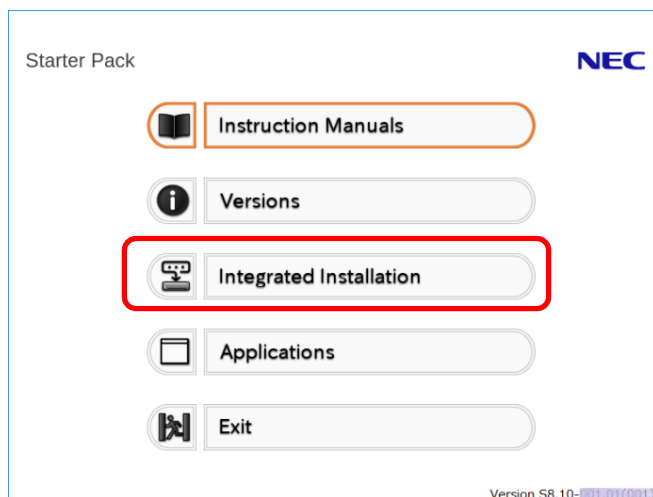 Starter Pack
NEC
Instruction Manuals
Versions
Integrated Installation
Applications
Exit
Version S8.10-